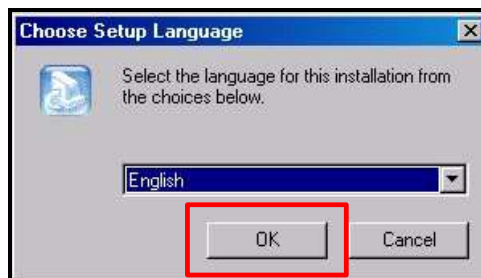 Choose Setup Language
Select the language for this installation from
the choices below.
English
OK
Cancel